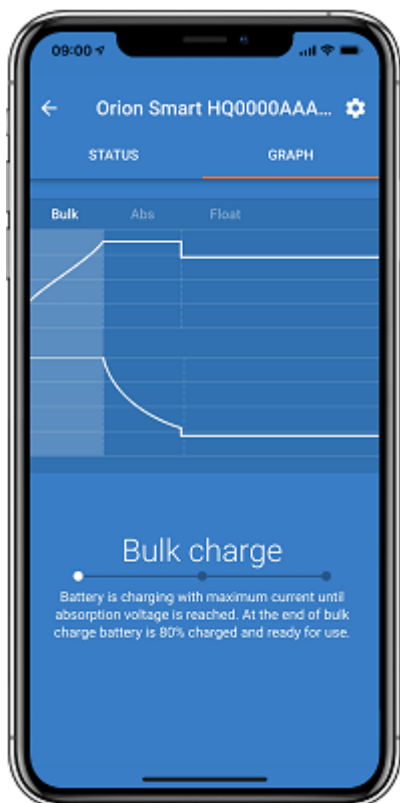 09:00
Orion Smart HQ0000AAA...
STATUS
GRAPH
Bulk
Abs
Float
Bulk charge
Battery is charging with maximum current until
absorption voltage is reached. At the end of bulk
charge battery is 80% charged and ready for use.